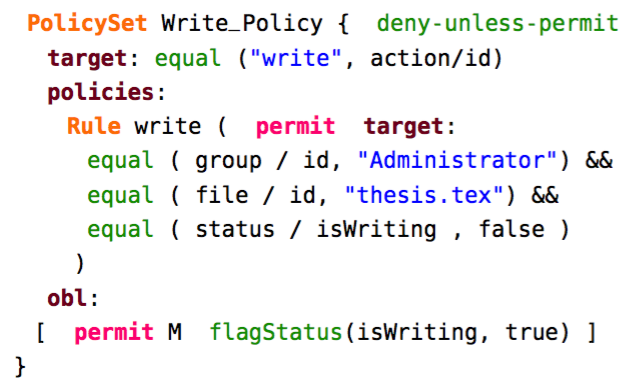 PolicySet Write_Policy { deny-unless-permit
target: equal ("write", action/id)
policies:
Rule write ( permit target:
equal ( group / id, "Administrator") &&
equal ( file / id, "thesis.tex") &&
equal ( status / isWriting , false )
)
obl:
[ permit M flagStatus(isWriting, true) ]
}